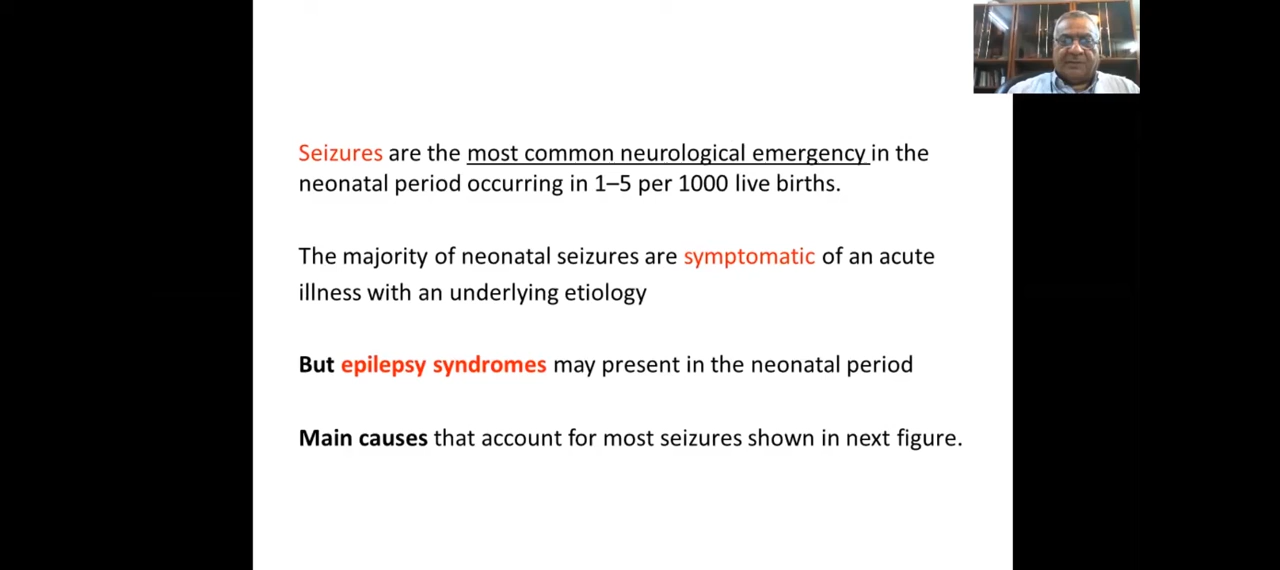 Seizures are the most common neurological emergency in the
neonatal period occurring in 1–5 per 1000 live births.
The majority of neonatal seizures are symptomatic of an acute
illness with an underlying etiology
But epilepsy syndromes may present in the neonatal period
Main causes that account for most seizures shown in next figure.